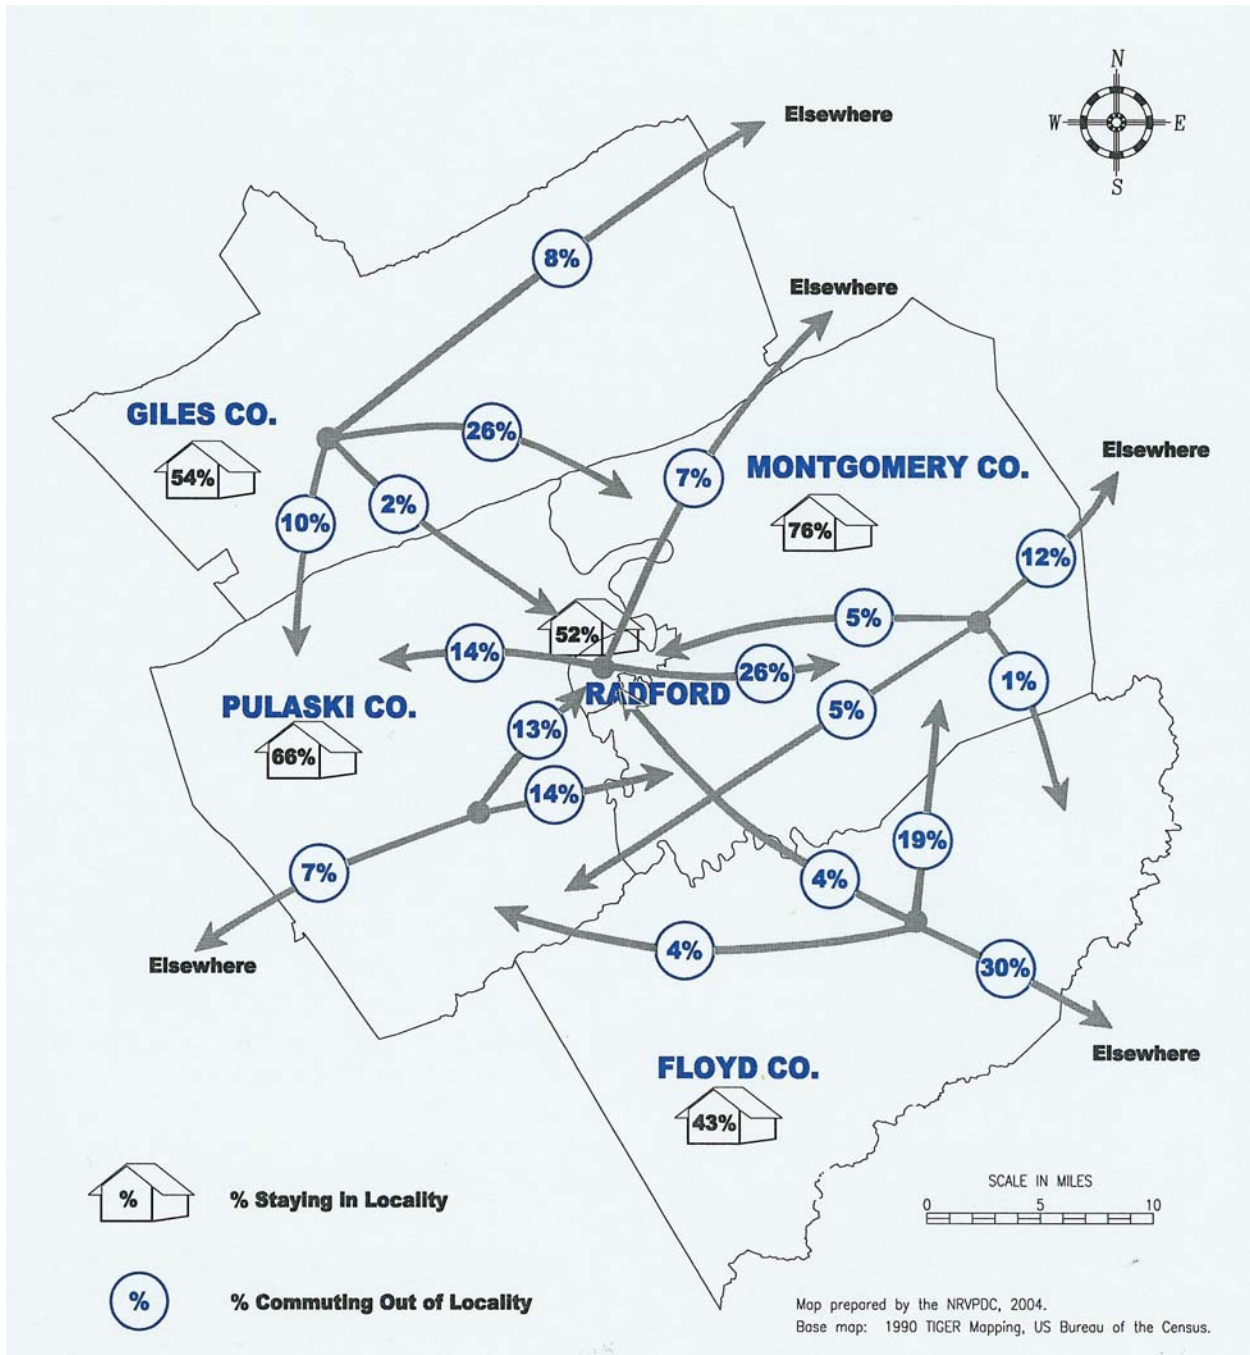 N
W E
S
Elsewhere
8%
Elsewhere
GILES CO.
54%
26%
10%
2%
7%
MONTGOMERY CO.
76%
Elsewhere
12%
5%
1%
5%
52%
14%
26%
RADFORD
PULASKI CO.
66%
13%
14%
7%
Elsewhere
19%
4%
4%
30%
Elsewhere
FLOYD CO.
43%
% % Staying in Locality
% % Commuting Out of Locality
SCALE IN MILES
0 5 10
Map prepared by the NRVPDC, 2004.
Base map: 1990 TIGER Mapping, US Bureau of the Census.